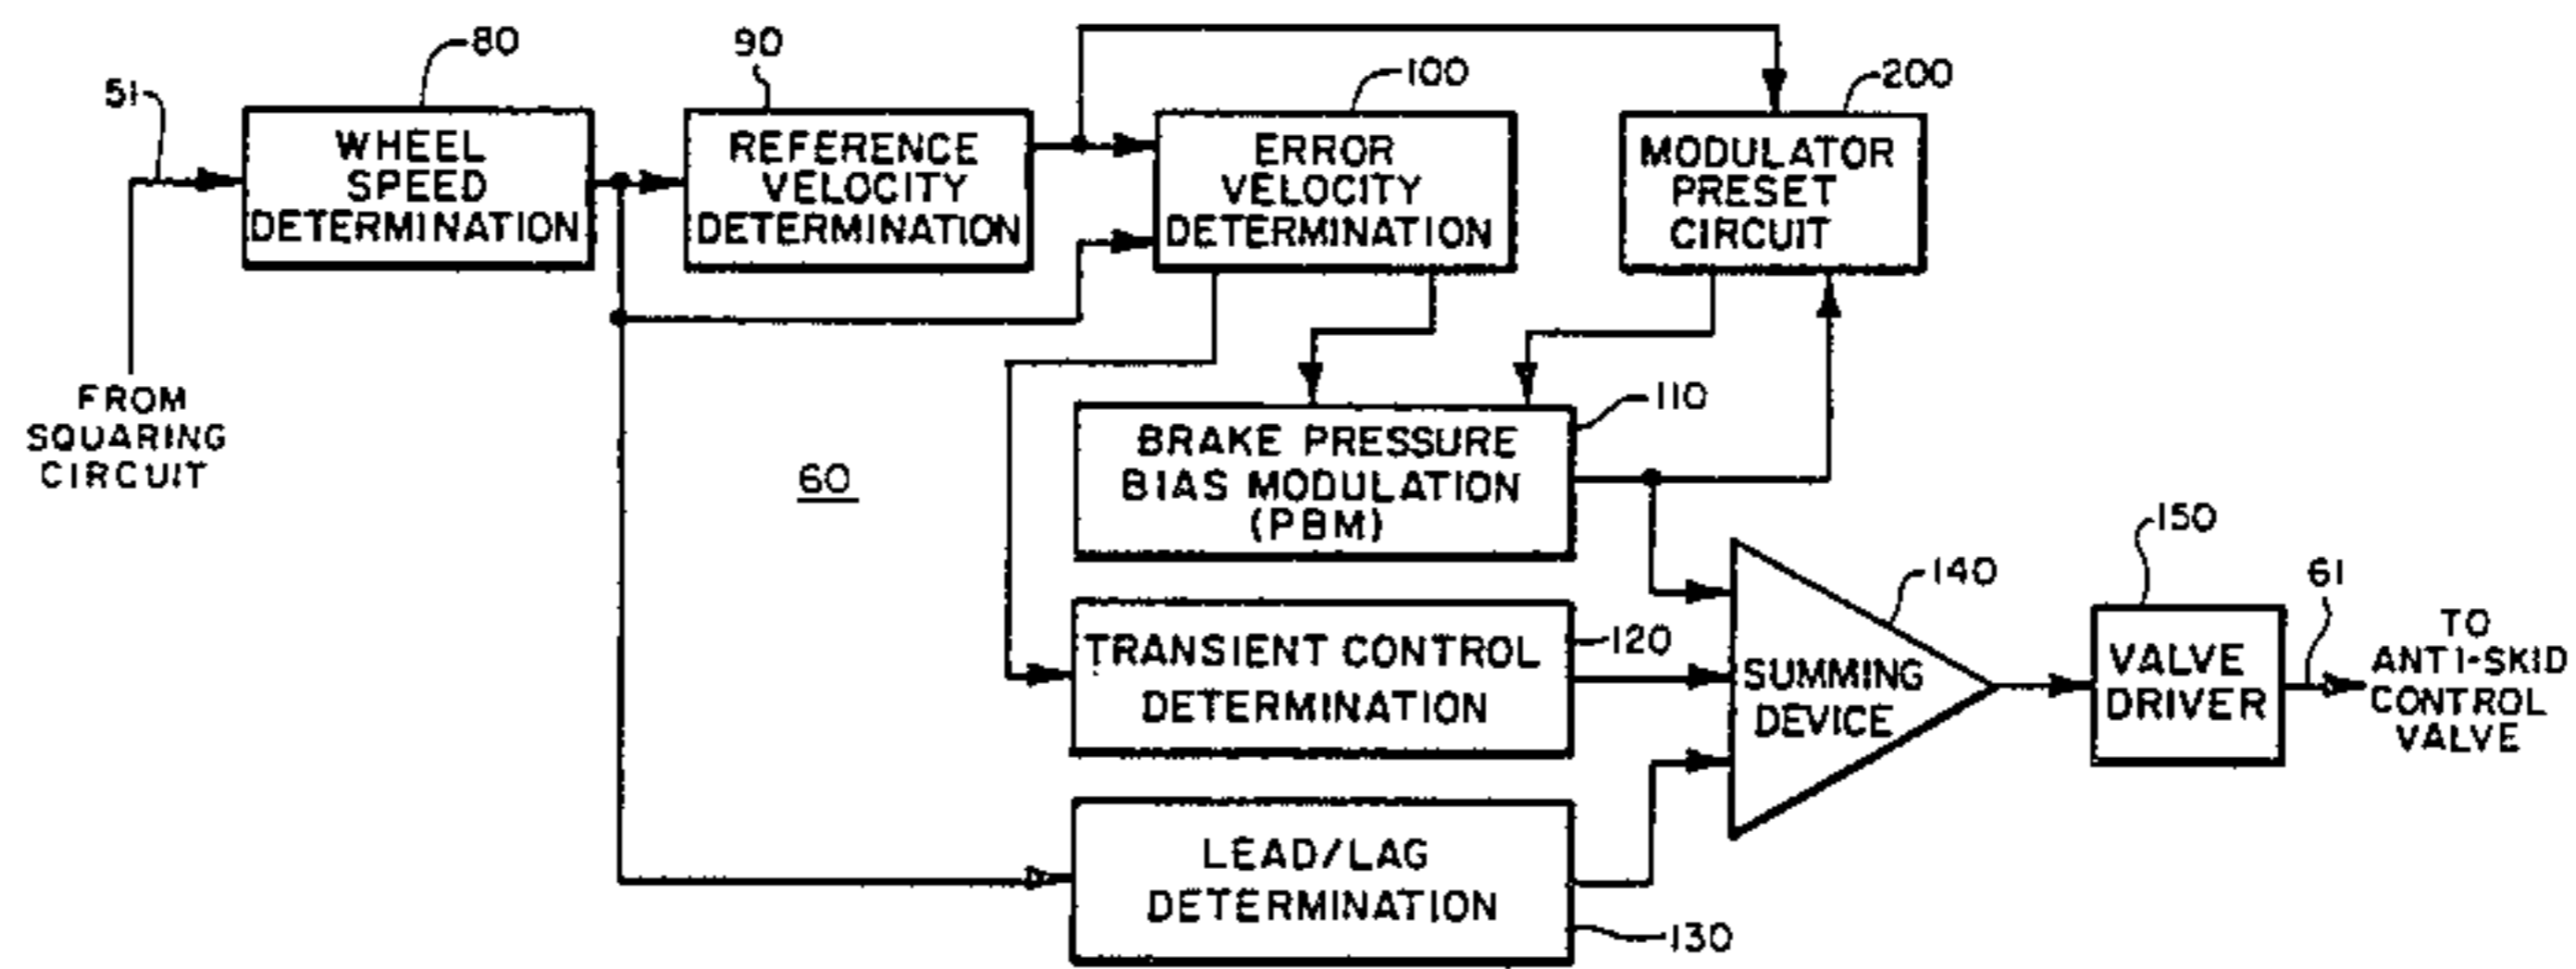 51
80
WHEEL
SPEED
DETERMINATION
90
REFERENCE
VELOCITY
DETERMINATION
100
ERROR
VELOCITY
DETERMINATION
200
MODULATOR
PRESET
CIRCUIT
FROM
SQUARING
CIRCUIT
60
110
BRAKE PRESSURE
BIAS MODULATION
(PBM)
120
TRANSIENT CONTROL
DETERMINATION
130
LEAD/LAG
DETERMINATION
140
SUMMING
DEVICE
150
VALVE
DRIVER
61
TO
ANTI-SKID
CONTROL
VALVE